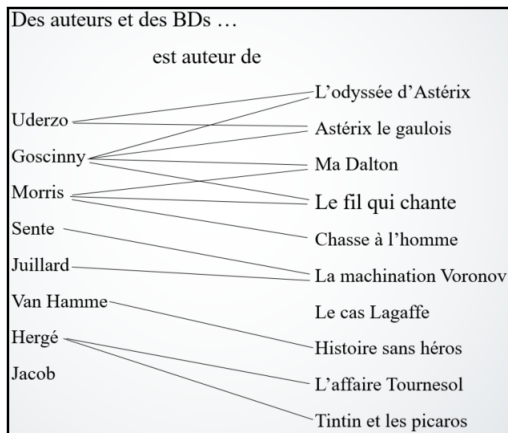 Des auteurs et des BDs …
est auteur de
Uderzo
Goscinny
Morris
Sente
Juillard
Van Hamme
Hergé
Jacob
L’odyssée d’Astérix
Astérix le gaulois
Ma Dalton
Le fil qui chante
Chasse à l’homme
La machination Voronov
Le cas Lagaffe
Histoire sans héros
L’affaire Tournesol
Tintin et les picaros